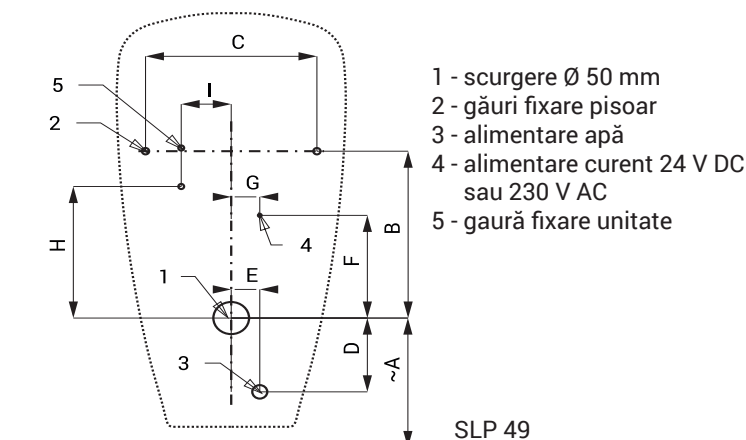 C
1 - scurgere Ø 50 mm
5
I
2 - găuri fixare pisoar
2
3 - alimentare apă
4 - alimentare curent 24 V DC
sau 230 V AC
G
5 - gaură fixare unitate
B
H
4
F
1
E
D
~A
3
SLP 49